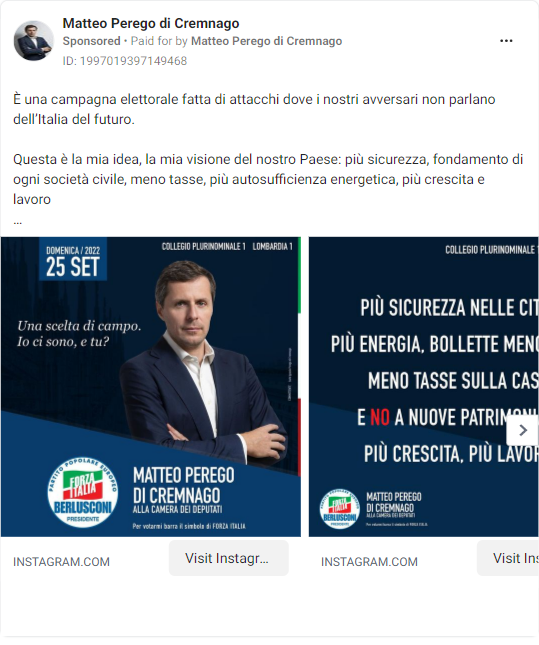 Matteo Perego di Cremnago
Sponsored • Paid for by Matteo Perego di Cremnago
ID: 1997019397149468
È una campagna elettorale fatta di attacchi dove i nostri avversari non parlano
dell'Italia del futuro.
Questa è la mia idea, la mia visione del nostro Paese: più sicurezza, fondamento di
ogni società civile, meno tasse, più autosufficienza energetica, più crescita e
lavoro
...
DOMENICA / 2022
25 SET
COLLEGIO PLURINOMINALE 1 LOMBARDIA 1
Una scelta di campo.
Io ci sono, e tu?
PARTITO POPOLARE EUROPEO
FORZA
ITALIA
BERLUSCONI
PRESIDENTE
MATTEO PEREGO
DI CREMNAGO
ALLA CAMERA DEI DEPUTATI
Per votarmi barra il simbolo di FORZA ITALIA
INSTAGRAM.COM
Visit Instagr...
COLLEGIO PLURINOMINALE 1
PIÙ SICUREZZA NELLE CIT
PIÙ ENERGIA, BOLLETTE MENO
MENO TASSE SULLA CAS
E NO A NUOVE PATRIMONI
PIÙ CRESCITA, PIÙ LAVOR
FORZA
ITALIA
BERLUSCONI
PRESIDENTE
MATTEO PEREGO
DI CREMNAGO
ALLA CAMERA DEI DEPUTATI
Per votarmi barra il simbolo di FORZA ITALIA
INSTAGRAM.COM
Visit Ins